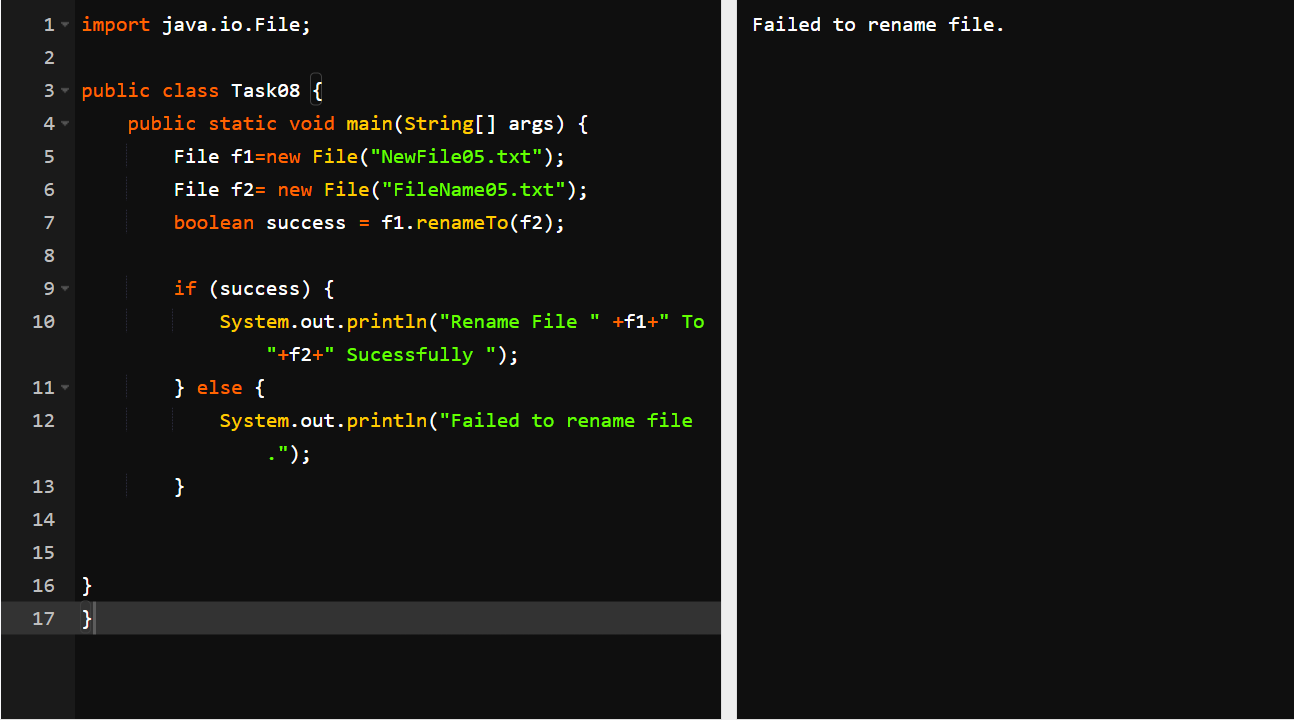 1 import java.io.File;
2
3 public class Task08 {
4     public static void main(String[] args) {
5         File f1=new File("NewFile05.txt");
6         File f2= new File("FileName05.txt");
7         boolean success = f1.renameTo(f2);
8
9         if (success) {
10             System.out.println("Rename File " +f1+" To
                "+f2+" Sucessfully ");
11         } else {
12             System.out.println("Failed to rename file
                .");
13         }
14
15
16 }
17 }
Failed to rename file.